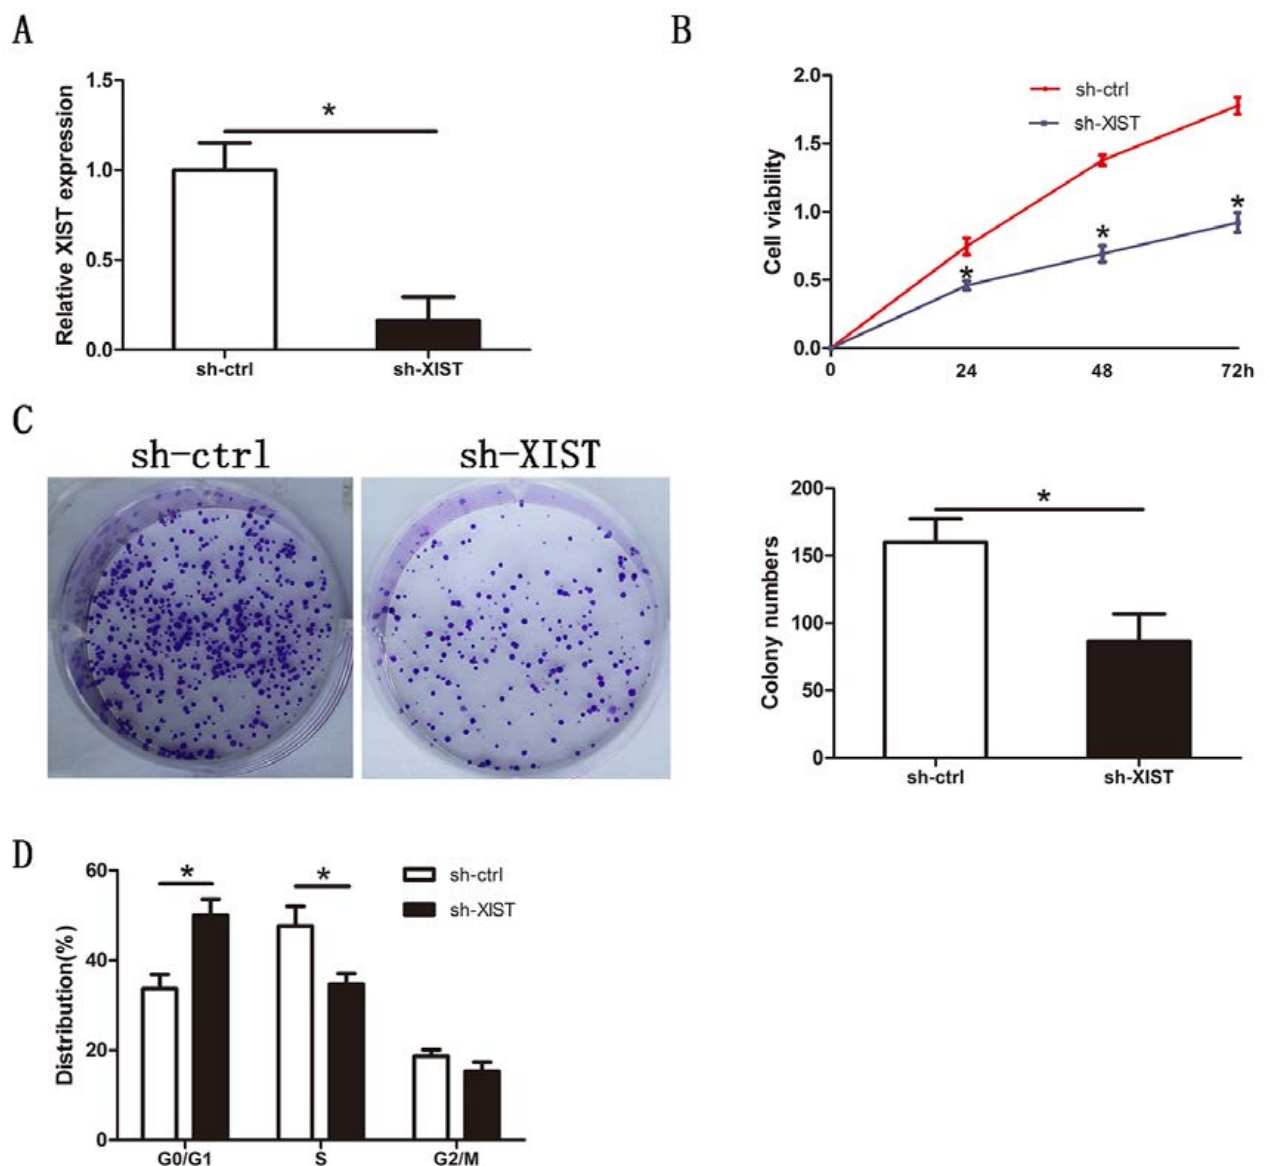 A
Relative XIST expression
1.5
1.0
0.5
0.0
*
sh-ctrl
sh-XIST
B
Cell viability
2.0
1.5
1.0
0.5
0.0
sh-ctrl
sh-XIST
*
*
*
0 24 48 72h
C
sh-ctrl
sh-XIST
Colony numbers
200
150
100
50
0
*
sh-ctrl
sh-XIST
D
Distribution(%)
60
40
20
0
*
*
sh-ctrl
sh-XIST
G0/G1 S G2/M